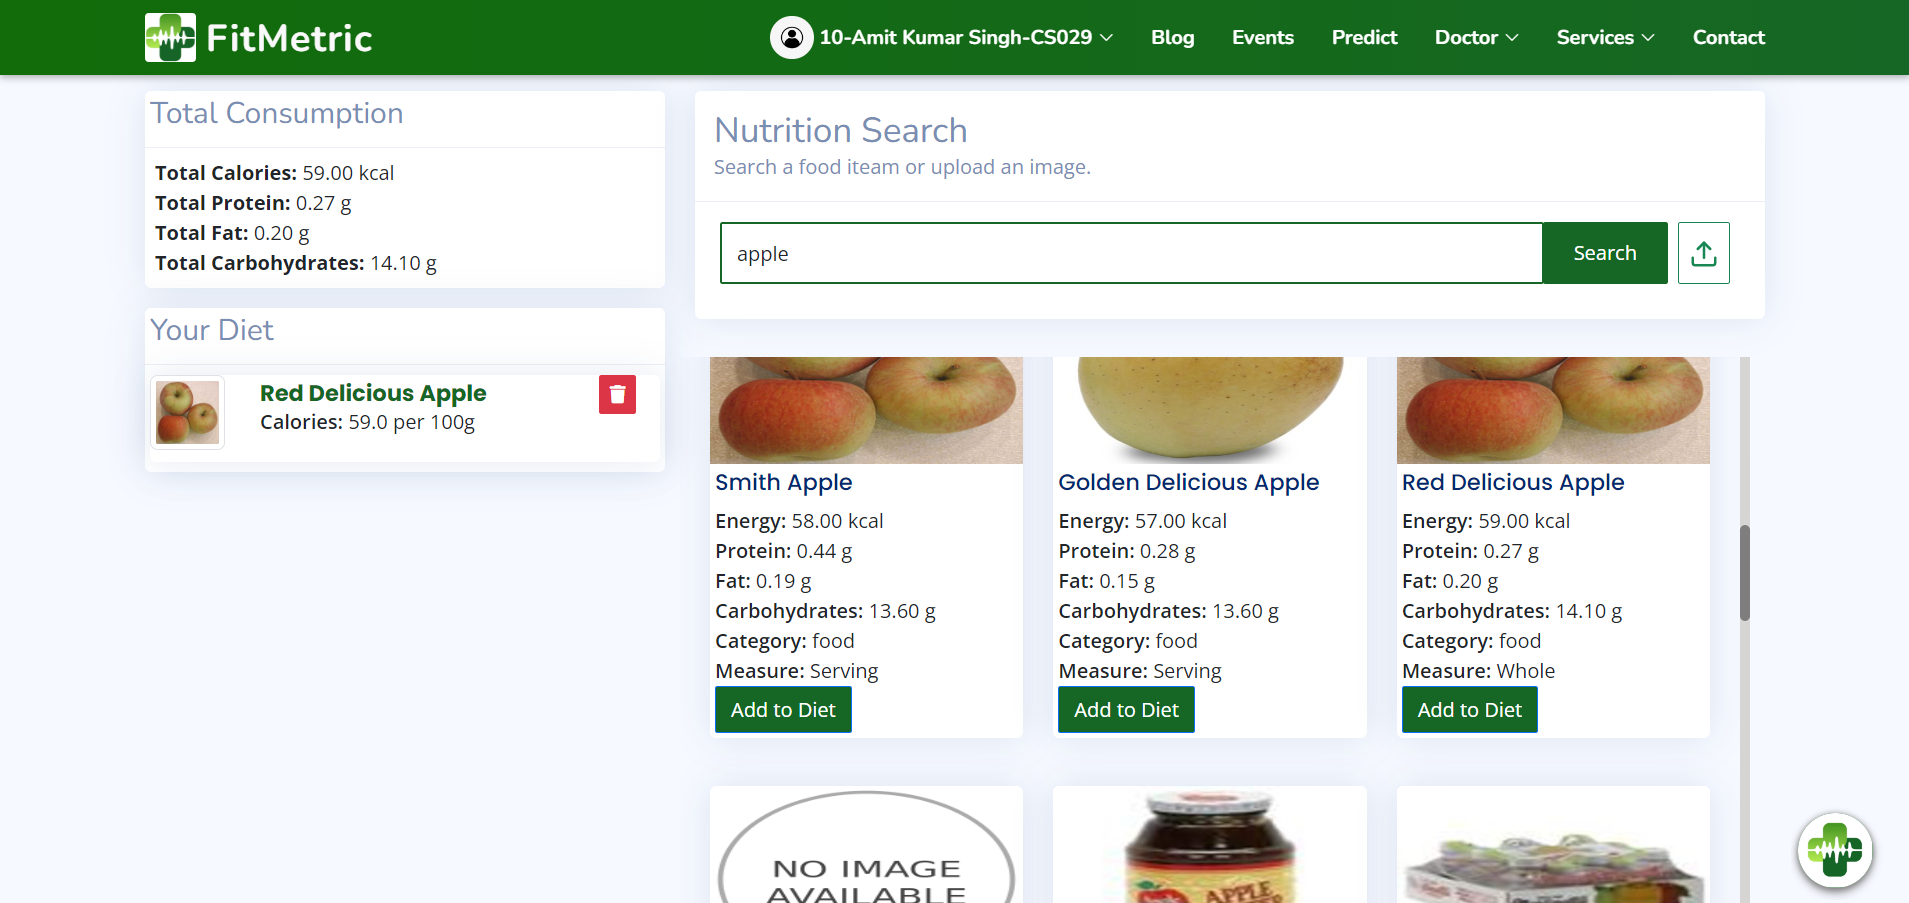 FitMetric
10-Amit Kumar Singh-CS029
Blog
Events
Predict
Doctor
Services
Contact
Total Consumption
Total Calories: 59.00 kcal
Total Protein: 0.27 g
Total Fat: 0.20 g
Total Carbohydrates: 14.10 g
Your Diet
Red Delicious Apple
Calories: 59.0 per 100g
Nutrition Search
Search a food iteam or upload an image.
apple
Search
Smith Apple
Energy: 58.00 kcal
Protein: 0.44 g
Fat: 0.19 g
Carbohydrates: 13.60 g
Category: food
Measure: Serving
Add to Diet
Golden Delicious Apple
Energy: 57.00 kcal
Protein: 0.28 g
Fat: 0.15 g
Carbohydrates: 13.60 g
Category: food
Measure: Serving
Add to Diet
Red Delicious Apple
Energy: 59.00 kcal
Protein: 0.27 g
Fat: 0.20 g
Carbohydrates: 14.10 g
Category: food
Measure: Whole
Add to Diet
NO IMAGE
AVAILABLE
APPLE